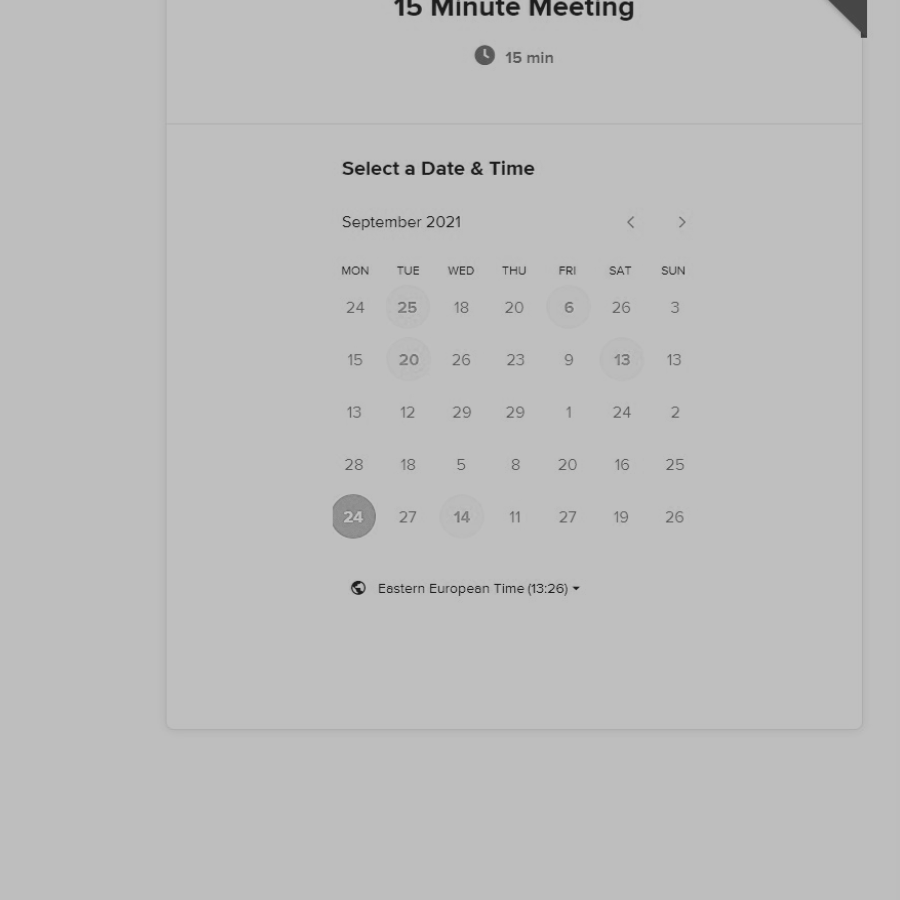 15 Minute Meeting
15 min
Select a Date & Time
September 2021
MON TUE WED THU FRI SAT SUN
24 25 18 20 6 26 3
15 20 26 23 9 13 13
13 12 29 29 1 24 2
28 18 5 8 20 16 25
24 27 14 11 27 19 26
Eastern European Time (13:26)